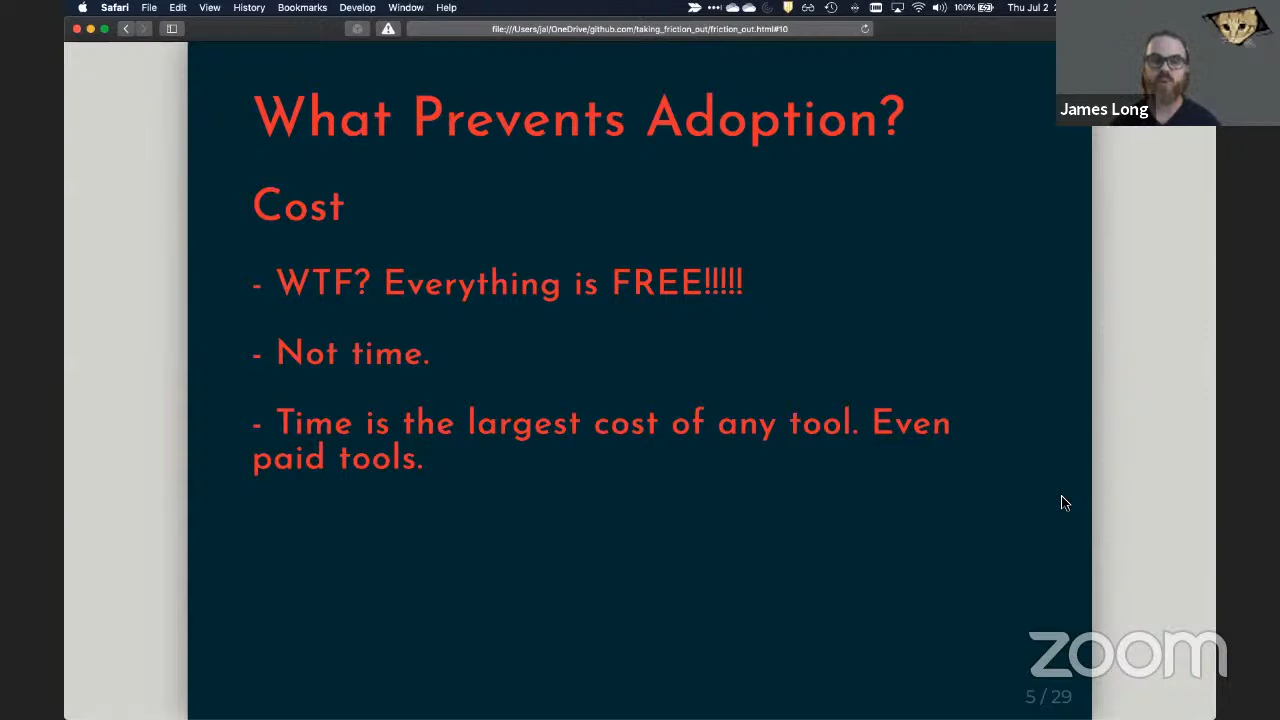 Safari File Edit View History Bookmarks Develop Window Help 100% Thu Jul 2
file:///Users/jal/OneDrive/github.com/taking_friction_out/friction_out.html#10
James Long
What Prevents Adoption?
Cost
- WTF? Everything is FREE!!!!!
- Not time.
- Time is the largest cost of any tool. Even
paid tools.
zoom
5 / 29